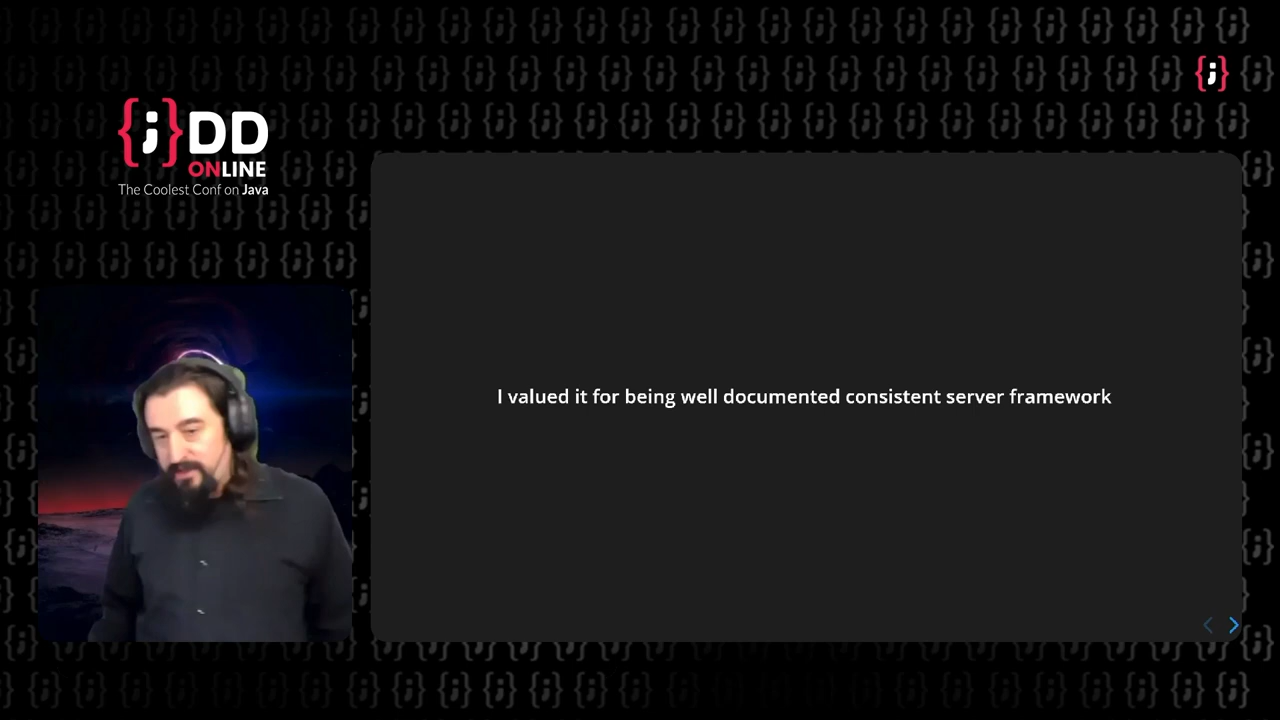 {;}DD
ONLINE
The Coolest Conf on Java
{;}
I valued it for being well documented consistent server framework